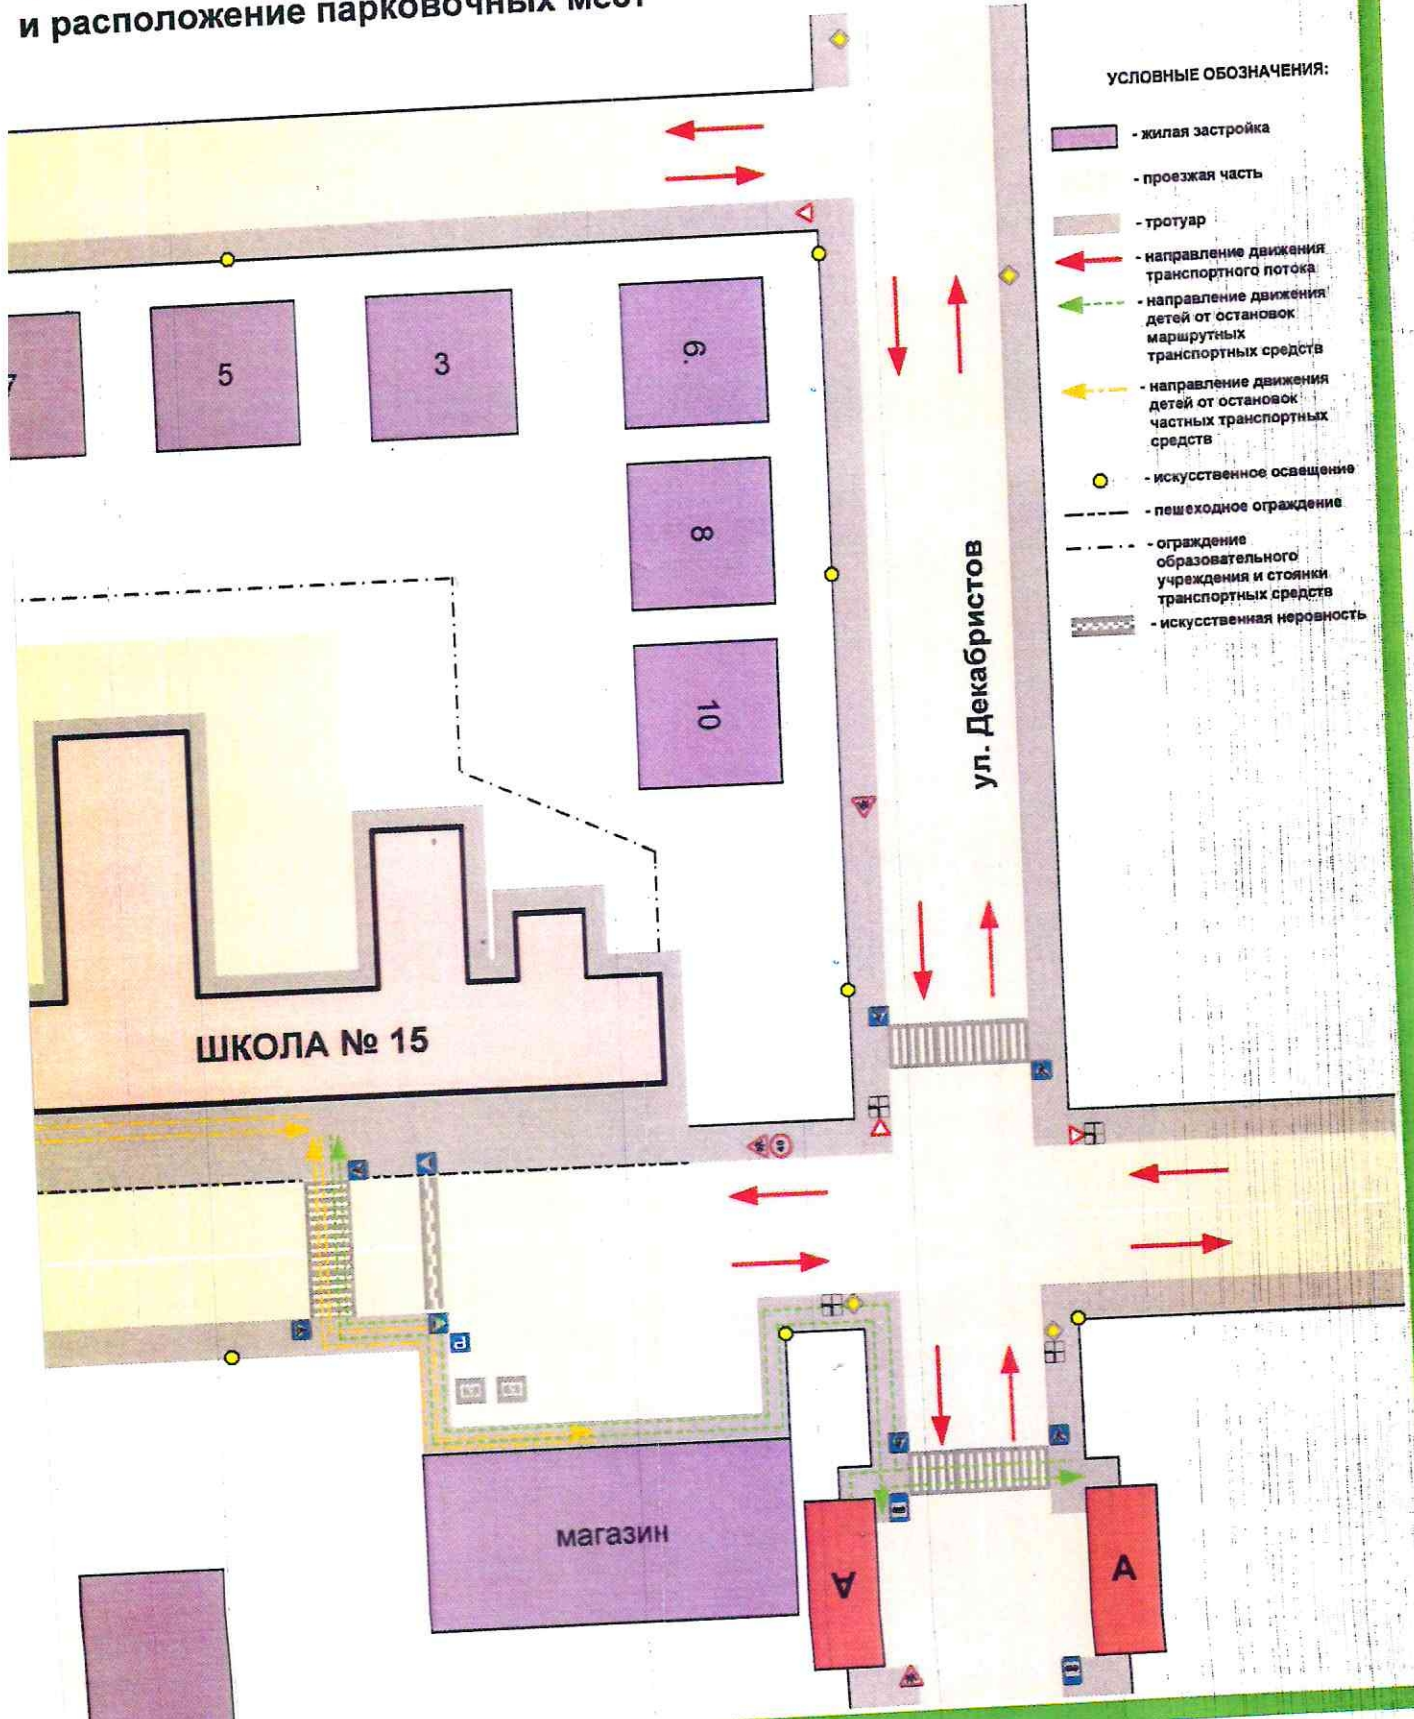 и расположение парковочных мест
УСЛОВНЫЕ ОБОЗНАЧЕНИЯ:
- жилая застройка
- проезжая часть
- тротуар
- направление движения
транспортного потока
- направление движения
детей от остановок
маршрутных
транспортных средств
- направление движения
детей от остановок
частных транспортных
средств
- искусственное освещение
- пешеходное ограждение
- ограждение
образовательного
учреждения и стоянки
транспортных средств
- искусственная неровность
7
5
3
6.
8
10
ул. Декабристов
ШКОЛА № 15
40
P
магазин
А
А